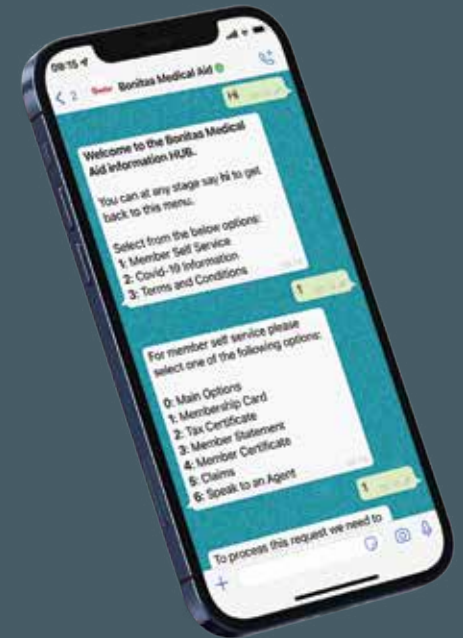 09:15
2 Bonitas Medical Aid
Hi
Welcome to the Bonitas Medical
Aid information HUB.
You can at any stage say hi to get
back to this menu.
Select from the below options:
1: Member Self Service
2: Covid-19 Information
3: Terms and Conditions
1
For member self service please
select one of the following options:
0: Main Options
1: Membership Card
2: Tax Certificate
3: Member Statement
4: Member Certificate
5: Claims
6: Speak to an Agent
1
To process this request we need to